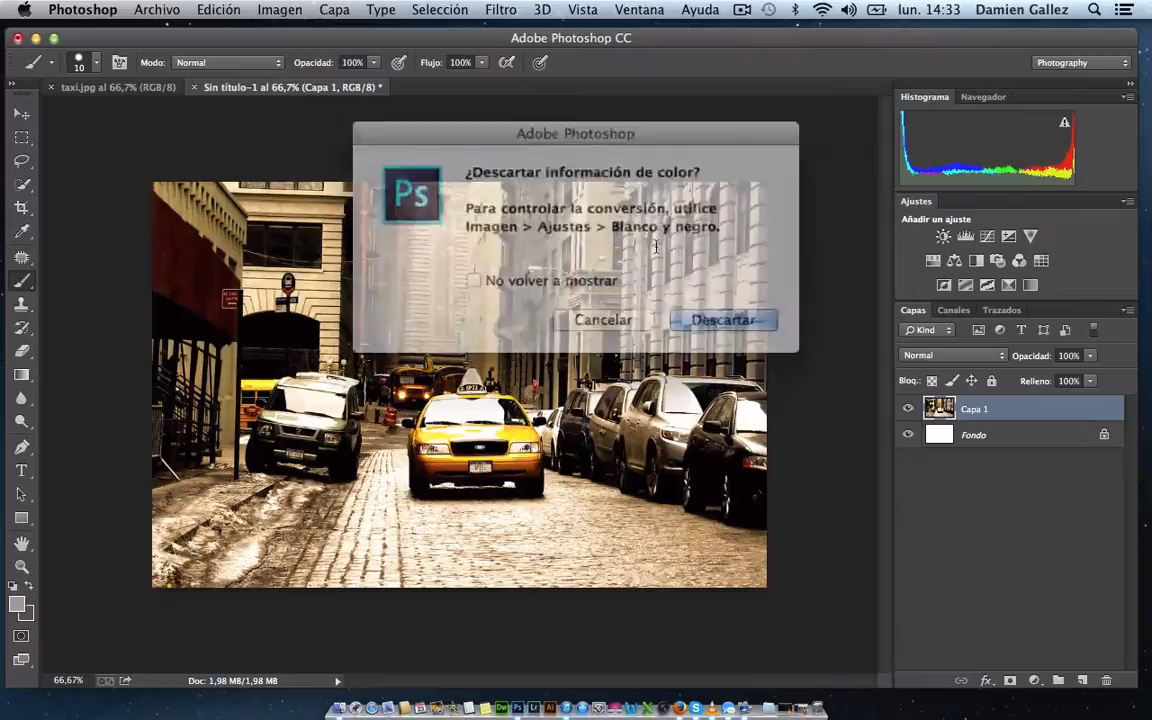 Photoshop Archivo Edición Imagen Capa Type Selección Filtro 3D Vista Ventana Ayuda lun. 14:33 Damien Gallez
Adobe Photoshop CC
10 Modo: Normal Opacidad: 100% Flujo: 100% Photography
× taxi.jpg al 66,7% (RGB/8) × Sin título-1 al 66,7% (Capa 1, RGB/8) *
Histograma Navegador
Adobe Photoshop
Ps
¿Descartar información de color?
Para controlar la conversión, utilice
Imagen > Ajustes > Blanco y negro.
No volver a mostrar
Cancelar Descartar
Ajustes
Añadir un ajuste
Capas Canales Trazados
Kind
Normal Opacidad: 100%
Bloq.: Relleno: 100%
Capa 1
Fondo
66,67% Doc: 1,98 MB/1,98 MB